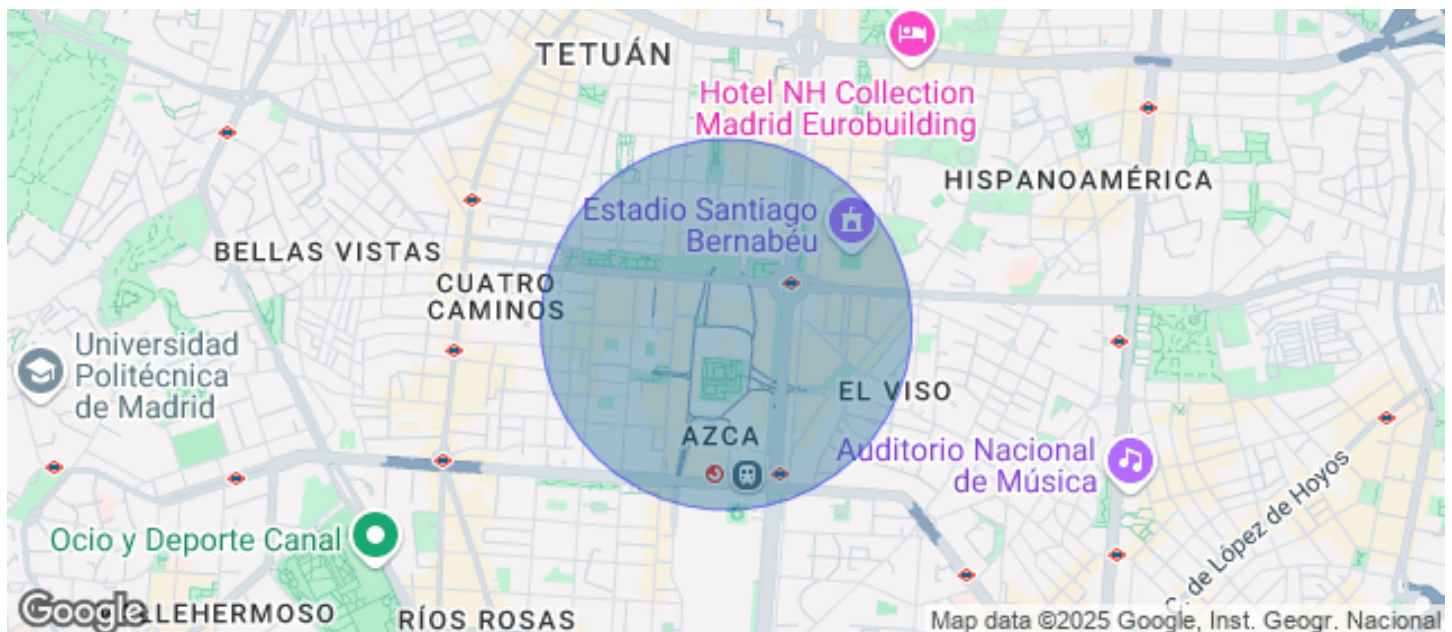 TETUÁN
Hotel NH Collection
Madrid Eurobuilding
HISPANOAMÉRICA
Estadio Santiago
Bernabéu
BELLAS VISTAS
CUATRO
CAMINOS
Universidad
Politécnica
de Madrid
EL VISO
AZCA
Auditorio Nacional
de Música
C. de López de Hoyos
Ocio y Deporte Canal
Google
RÍOS ROSAS
Map data ©2025 Google, Inst. Geogr. Nacional